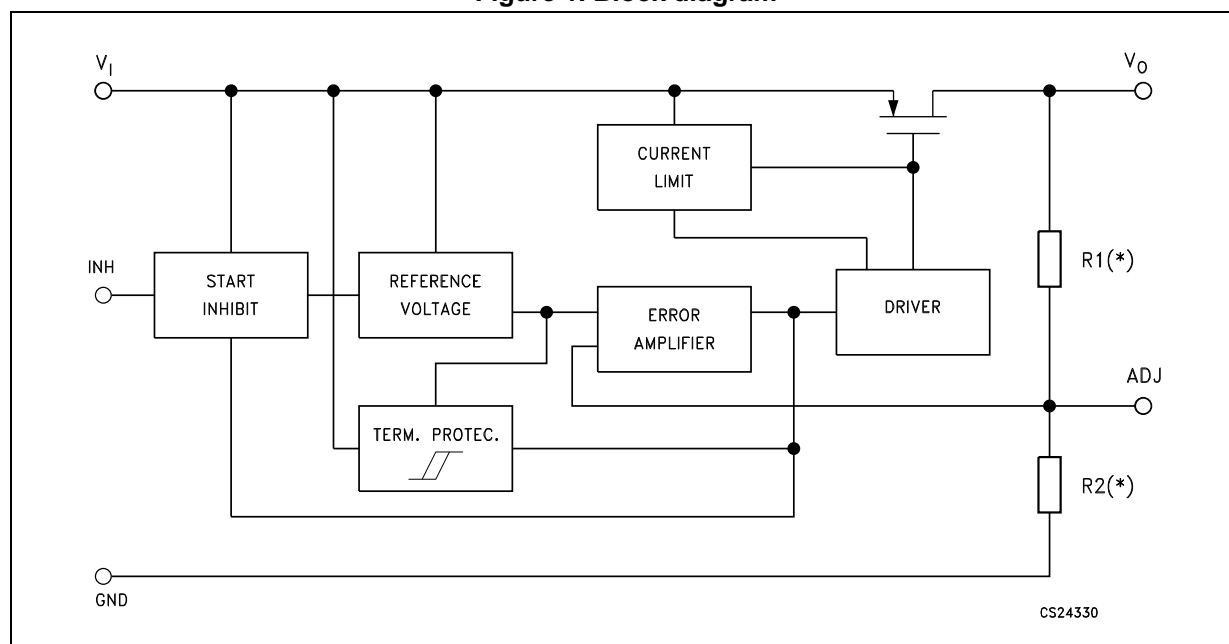 Figure 1. Block diagram
V_I
V_O
CURRENT
LIMIT
INH
START
INHIBIT
REFERENCE
VOLTAGE
ERROR
AMPLIFIER
DRIVER
R1(*)
ADJ
TERM. PROTEC.
R2(*)
GND
CS24330